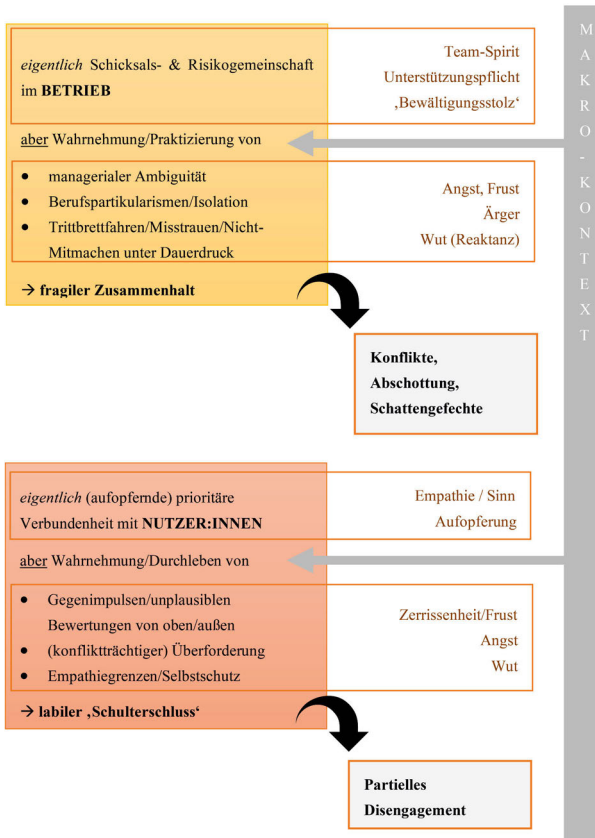 eigentlich Schicksals- & Risikogemeinschaft
im BETRIEB
Team-Spirit
Unterstützungspflicht
‚Bewältigungsstolz‘
aber Wahrnehmung/Praktizierung von
• managerialer Ambiguität
• Berufspartikularismen/Isolation
• Trittbrettfahren/Misstrauen/Nicht-
Mitmachen unter Dauerdruck
Angst, Frust
Ärger
Wut (Reaktanz)
→ fragiler Zusammenhalt
Konflikte,
Abschottung,
Schattengefechte
eigentlich (aufopfernde) prioritäre
Verbundenheit mit NUTZER:INNEN
Empathie / Sinn
Aufopferung
aber Wahrnehmung/Durchleben von
• Gegenimpulsen/unplausiblen
Bewertungen von oben/außen
• (konfliktträchtiger) Überforderung
• Empathiegrenzen/Selbstschutz
Zerrissenheit/Frust
Angst
Wut
→ labiler ‚Schulterschluss‘
Partielles
Disengagement
MAKRO-KONTEXT